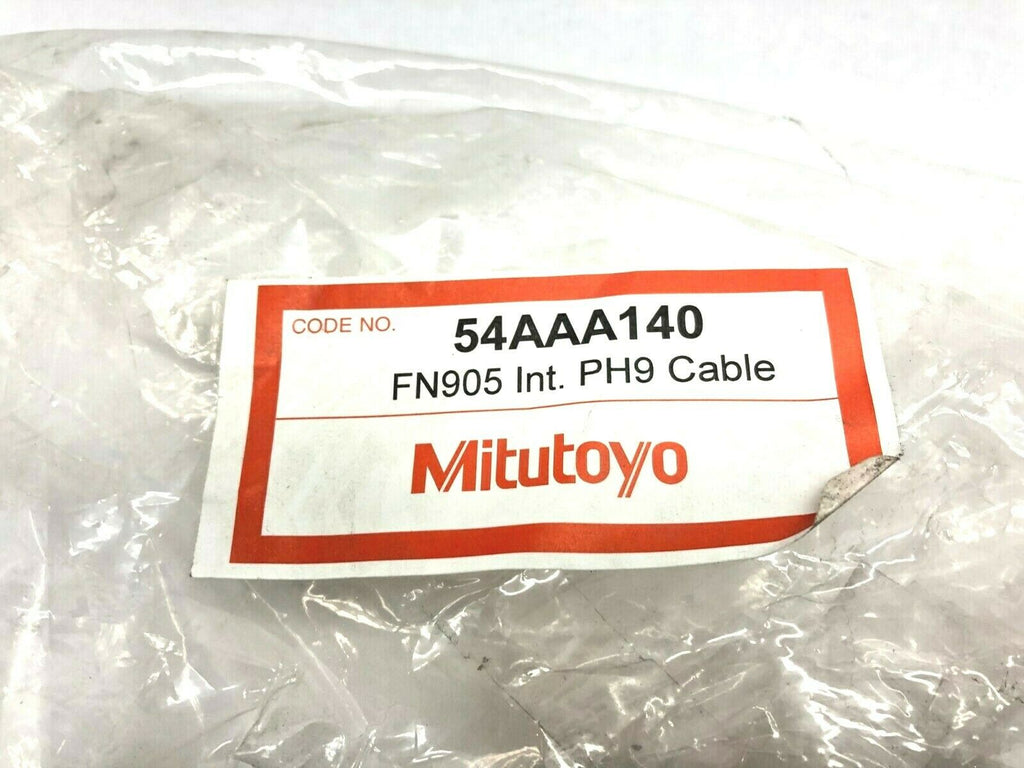 CODE NO. 54AAA140
FN905 Int. PH9 Cable
Mitutoyo